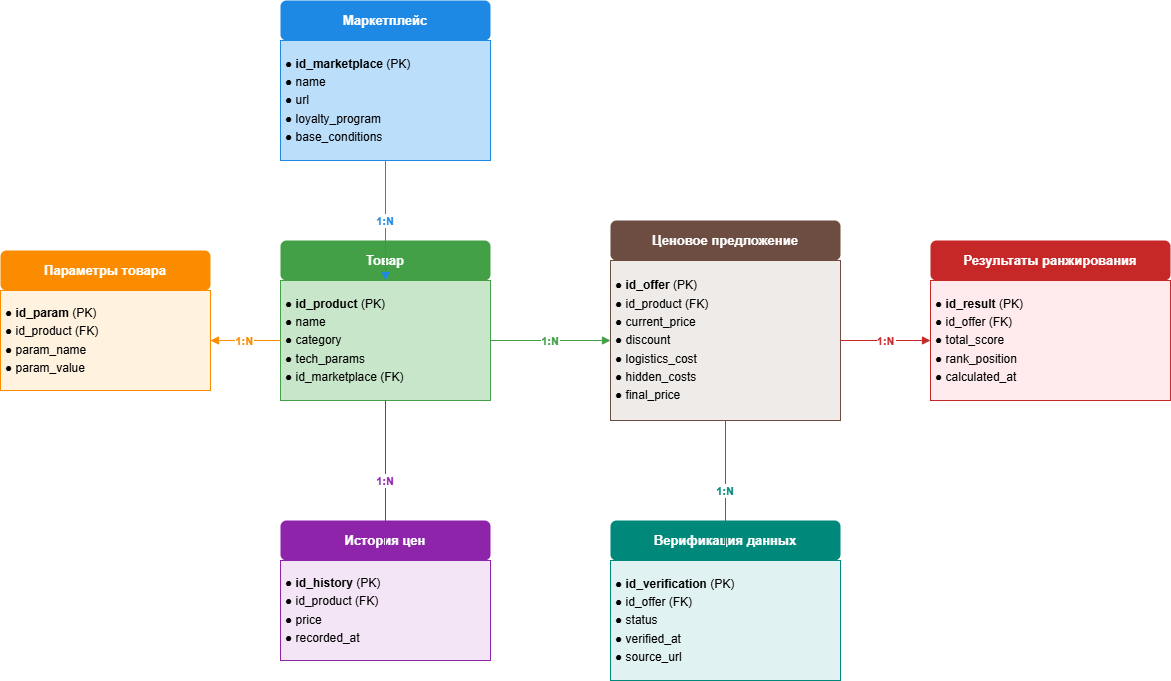 Маркетплейс
● id_marketplace (PK)
● name
● url
● loyalty_program
● base_conditions
1:N
Параметры товара
● id_param (PK)
● id_product (FK)
● param_name
● param_value
1:N
Товар
● id_product (PK)
● name
● category
● tech_params
● id_marketplace (FK)
1:N
Ценовое предложение
● id_offer (PK)
● id_product (FK)
● current_price
● discount
● logistics_cost
● hidden_costs
● final_price
1:N
Результаты ранжирования
● id_result (PK)
● id_offer (FK)
● total_score
● rank_position
● calculated_at
1:N
История цен
● id_history (PK)
● id_product (FK)
● price
● recorded_at
1:N
Верификация данных
● id_verification (PK)
● id_offer (FK)
● status
● verified_at
● source_url